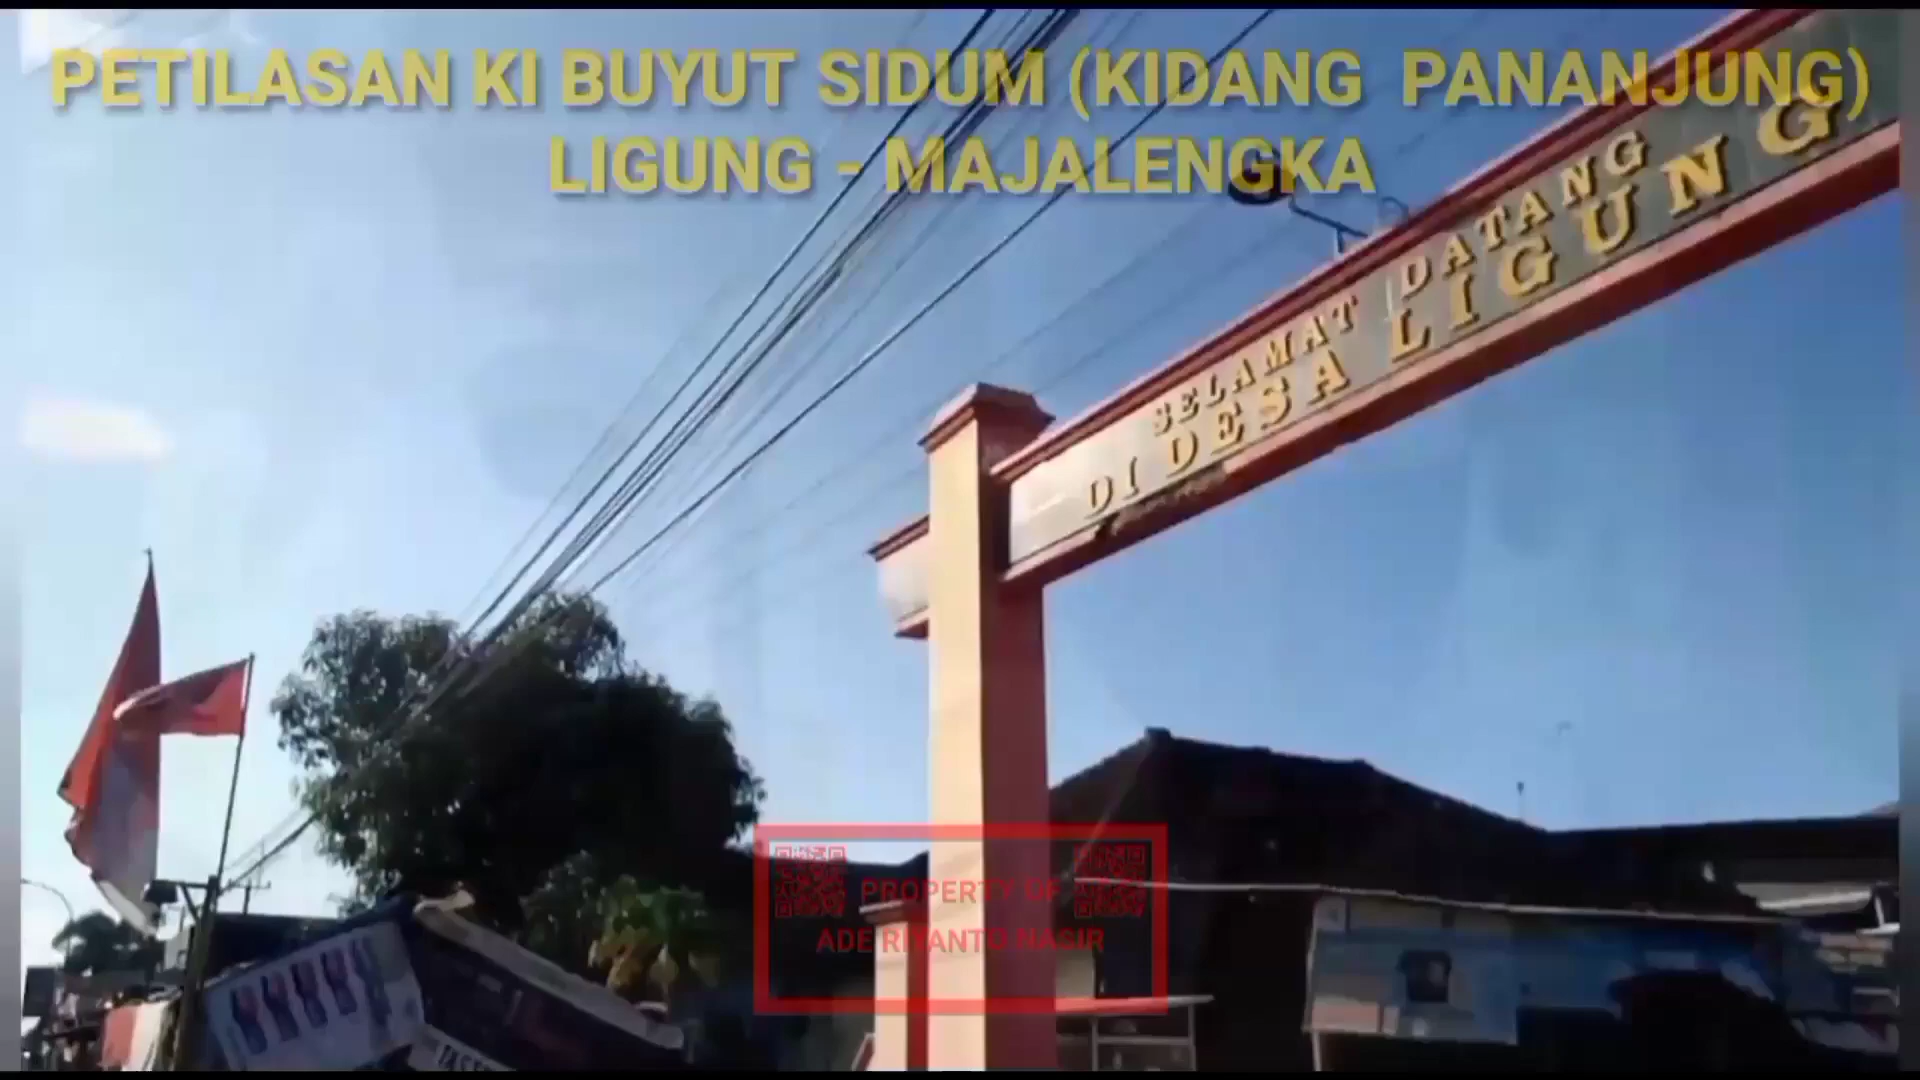 PETILASAN KI BUYUT SIDUM (KIDANG PANANJUNG)
LIGUNG - MAJALENGKA
SELAMAT DATANG
DI DESA LIGUNG
PROPERTY OF
ADE RIYANTO NASIR